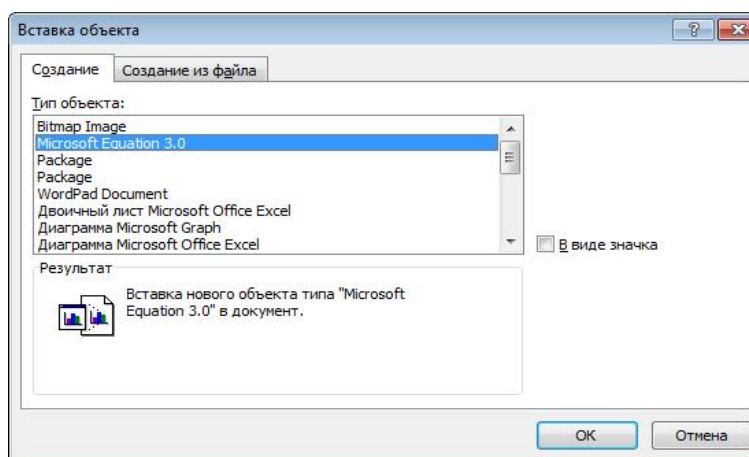 Вставка объекта
Создание
Создание из файла
Тип объекта:
Bitmap Image
Microsoft Equation 3.0
Package
Package
WordPad Document
Двоичный лист Microsoft Office Excel
Диаграмма Microsoft Graph
Диаграмма Microsoft Office Excel
В виде значка
Результат
Вставка нового объекта типа "Microsoft
Equation 3.0" в документ.
ОК
Отмена